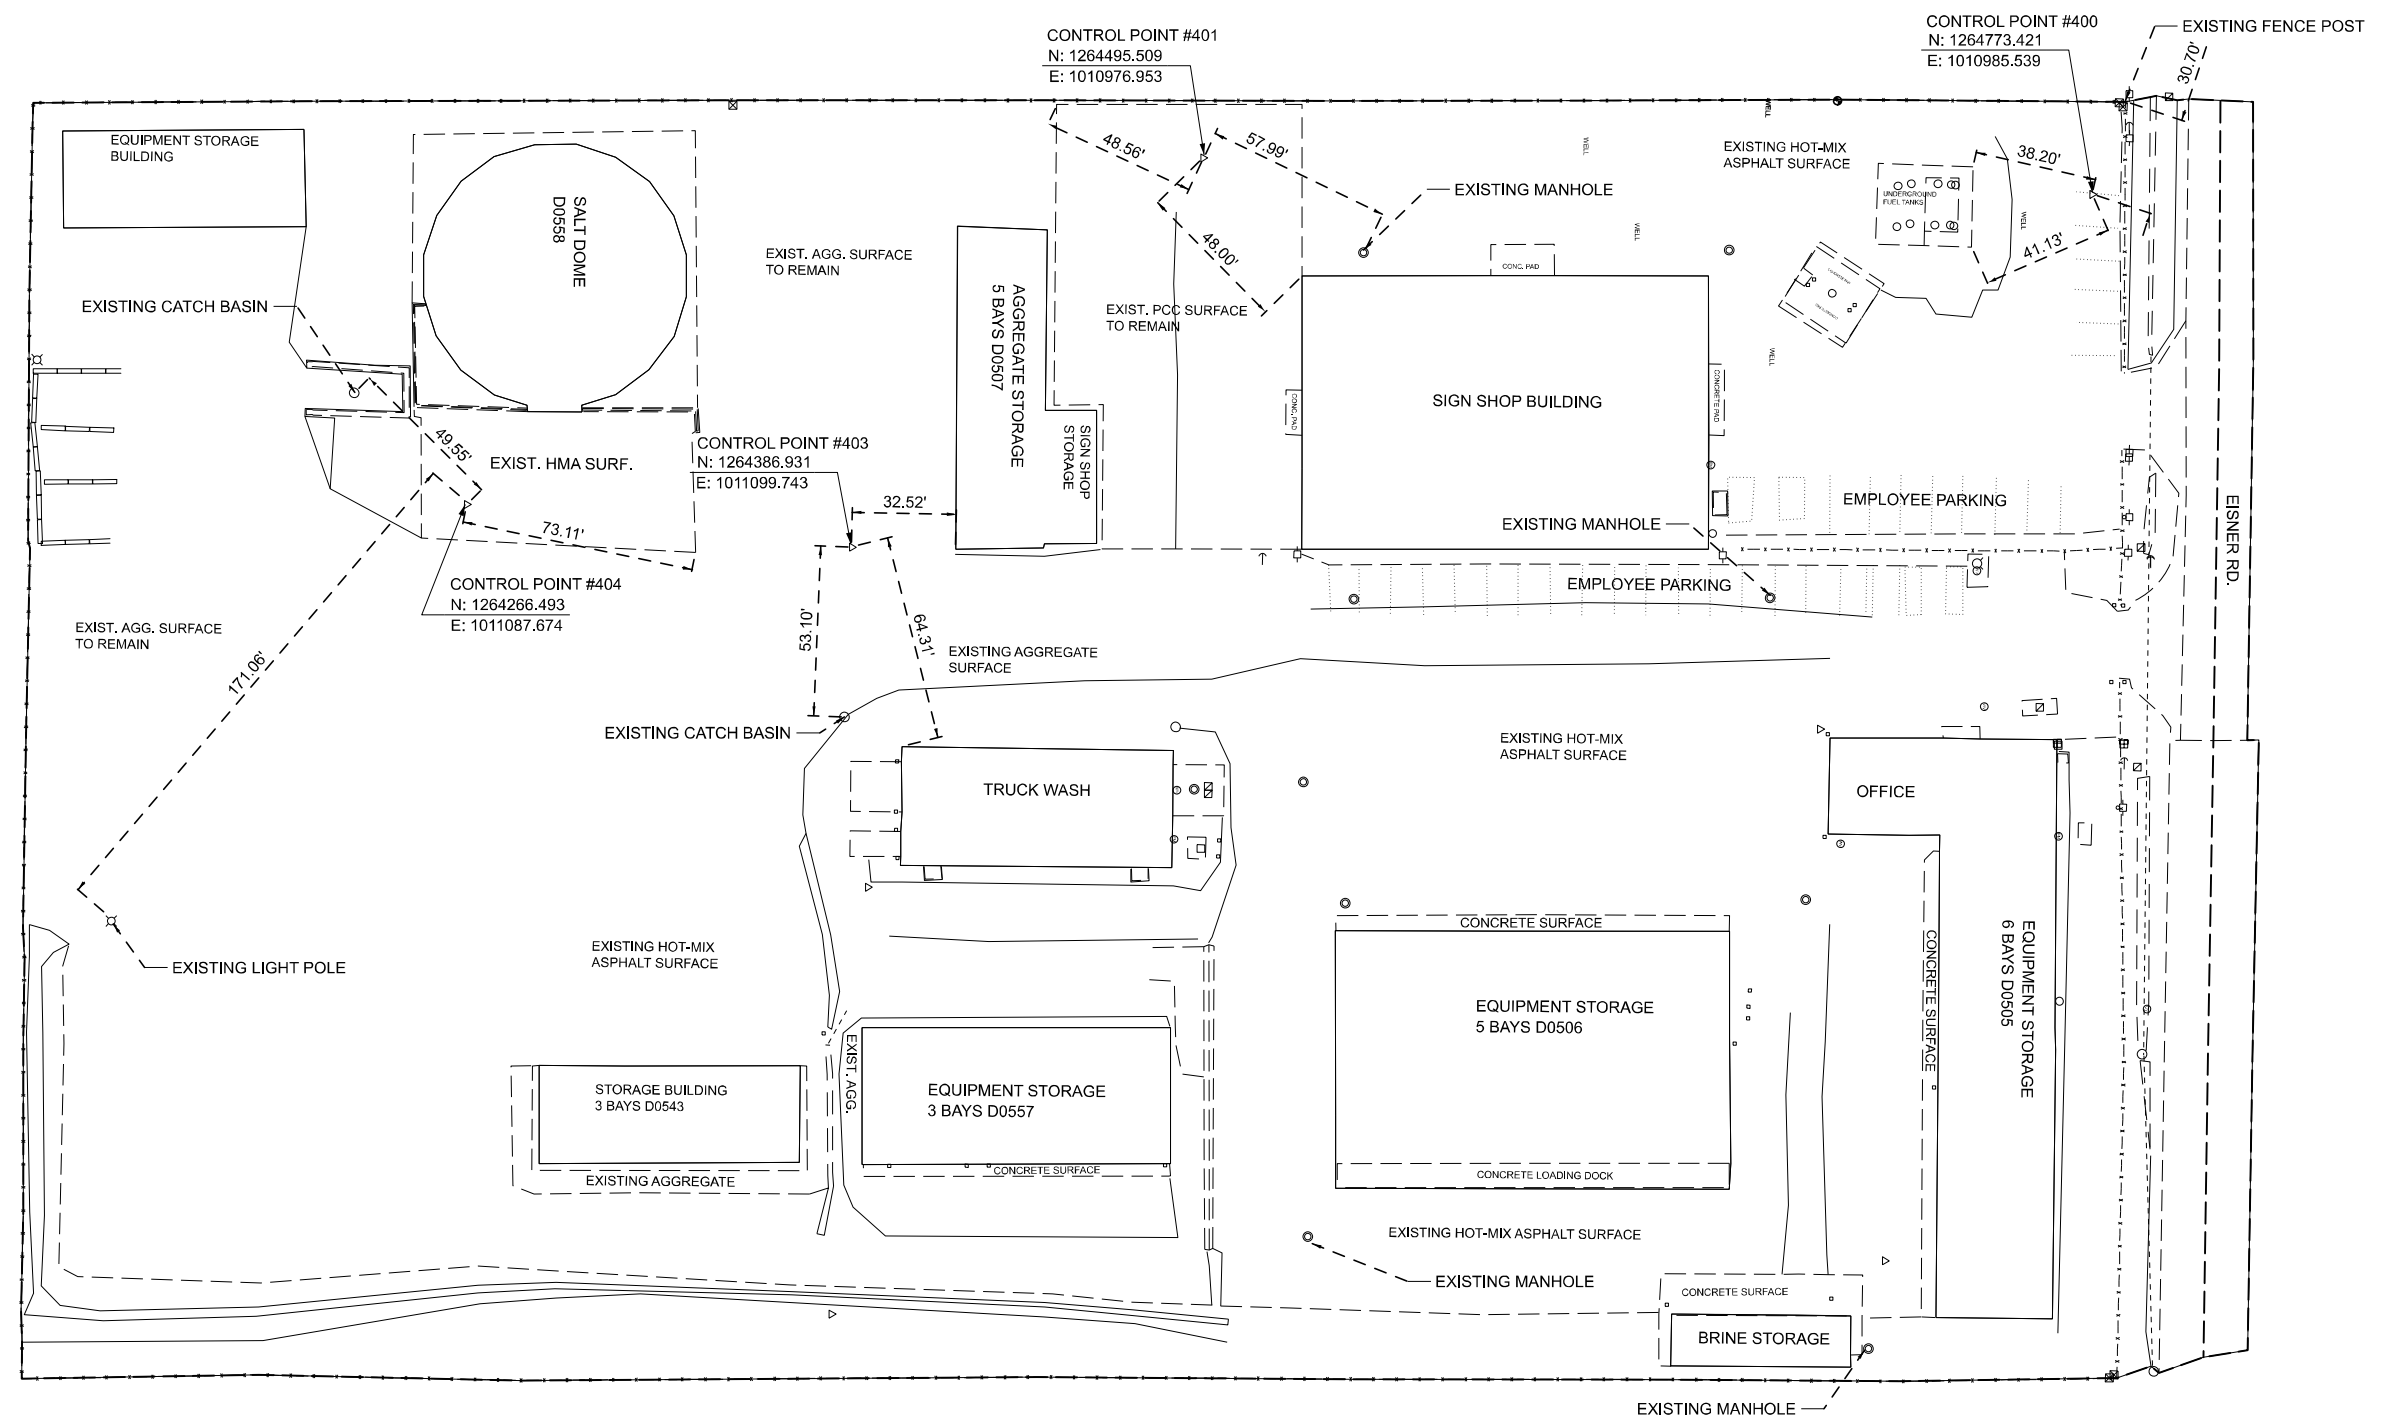 CONTROL POINT #401
N: 1264495.509
E: 1010976.953
CONTROL POINT #400
N: 1264773.421
E: 1010985.539
EXISTING FENCE POST
30.70'
EQUIPMENT STORAGE
BUILDING
SALT DOME
D0558
48.56'
57.99'
48.00'
EXISTING MANHOLE
WELL
WELL
WELL
WELL
WELL
EXISTING HOT-MIX
ASPHALT SURFACE
38.20'
41.13'
UNDERGROUND
FUEL TANKS
EXIST. AGG. SURFACE
TO REMAIN
EXISTING CATCH BASIN
AGGREGATE STORAGE
5 BAYS D0507
EXIST. PCC SURFACE
TO REMAIN
CONC. PAD
CONC. PAD
CONCRETE PAD
SIGN SHOP BUILDING
SIGN SHOP
STORAGE
49.55'
EXIST. HMA SURF.
CONTROL POINT #403
N: 1264386.931
E: 1011099.743
32.52'
73.11'
EMPLOYEE PARKING
EXISTING MANHOLE
EISNER RD.
CONTROL POINT #404
N: 1264266.493
E: 1011087.674
EMPLOYEE PARKING
EXIST. AGG. SURFACE
TO REMAIN
171.06'
53.10'
64.31'
EXISTING AGGREGATE
SURFACE
EXISTING CATCH BASIN
EXISTING HOT-MIX
ASPHALT SURFACE
TRUCK WASH
OFFICE
EXISTING HOT-MIX
ASPHALT SURFACE
EXISTING LIGHT POLE
CONCRETE SURFACE
CONCRETE SURFACE
EQUIPMENT STORAGE
6 BAYS D0505
EQUIPMENT STORAGE
5 BAYS D0506
STORAGE BUILDING
3 BAYS D0543
EXIST. AGG.
EQUIPMENT STORAGE
3 BAYS D0557
EXISTING AGGREGATE
CONCRETE SURFACE
CONCRETE LOADING DOCK
EXISTING HOT-MIX ASPHALT SURFACE
EXISTING MANHOLE
CONCRETE SURFACE
BRINE STORAGE
EXISTING MANHOLE